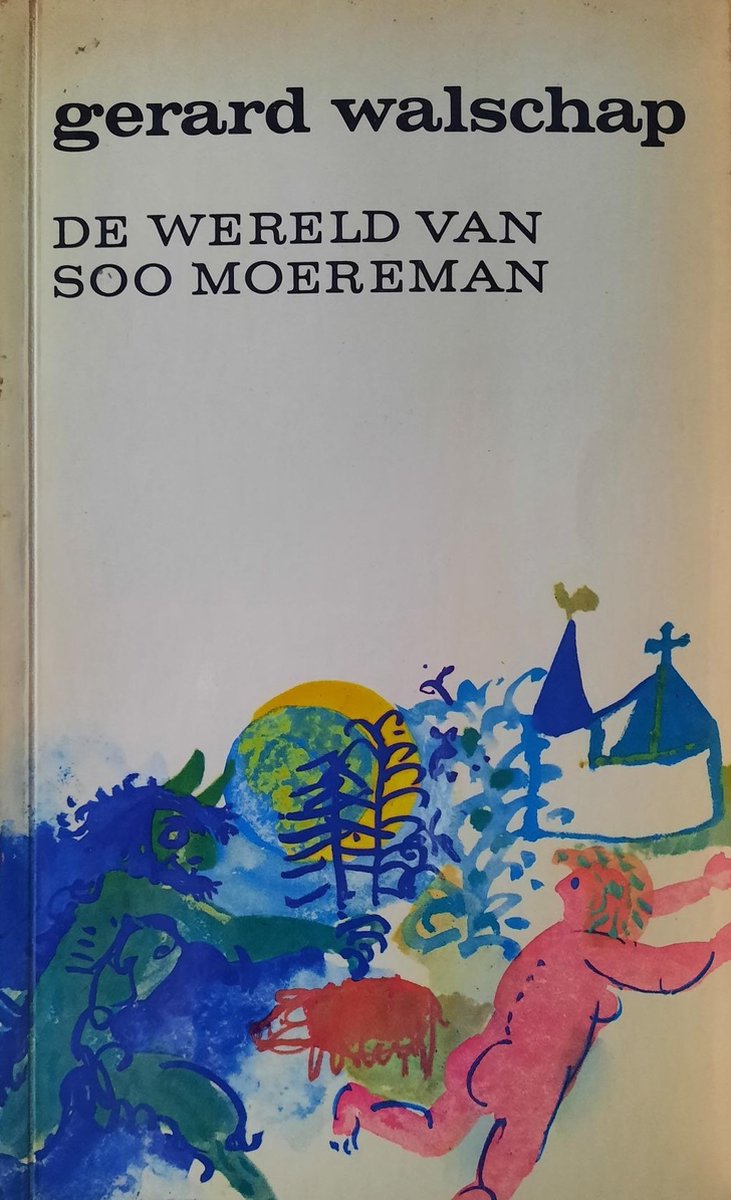 gerard walschap
DE WERELD VAN
SOO MOEREMAN